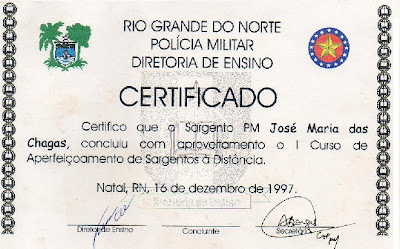 RIO GRANDE DO NORTE
POLÍCIA MILITAR
DIRETORIA DE ENSINO
CERTIFICADO
Certifico que o Sargento PM José Maria das
Chagas, concluiu com aproveitamento o I Curso de
Aperfeiçoamento de Sargentos à Distância.
Natal, RN, 16 de dezembro de 1997.
Diretor de Ensino Concluinte Secretário